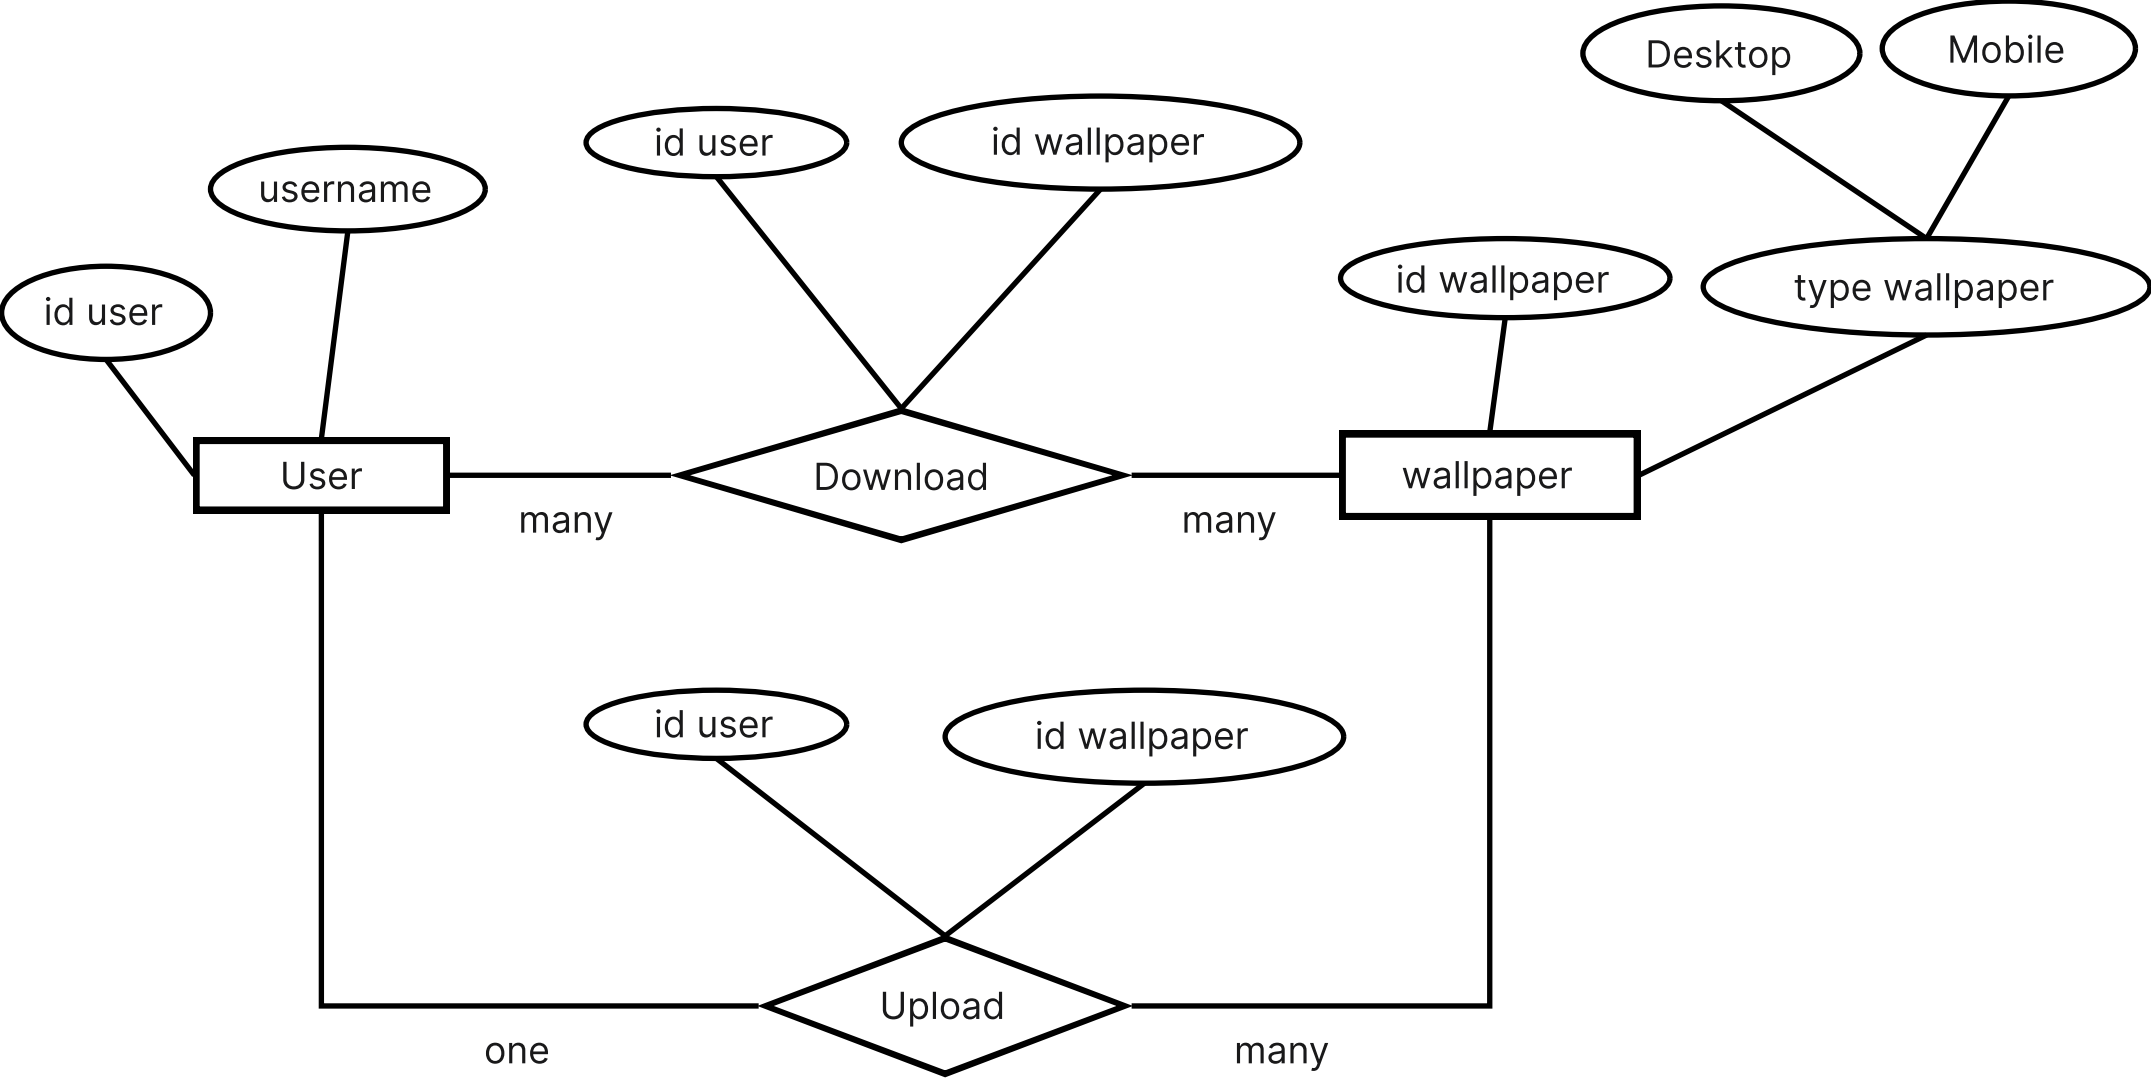 Desktop
Mobile
id user
id wallpaper
username
id wallpaper
type wallpaper
id user
User
Download
wallpaper
many
many
id user
id wallpaper
Upload
one
many